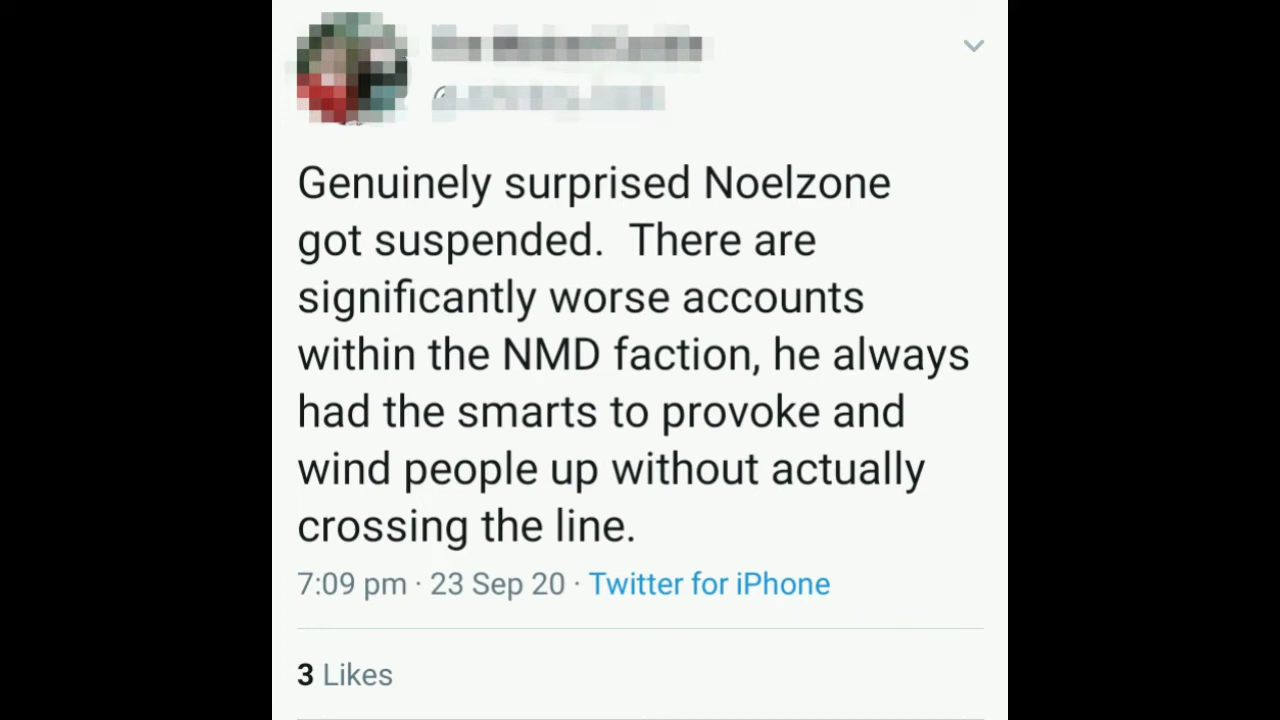 Genuinely surprised Noelzone
got suspended.  There are
significantly worse accounts
within the NMD faction, he always
had the smarts to provoke and
wind people up without actually
crossing the line.
7:09 pm · 23 Sep 20 · Twitter for iPhone
3 Likes